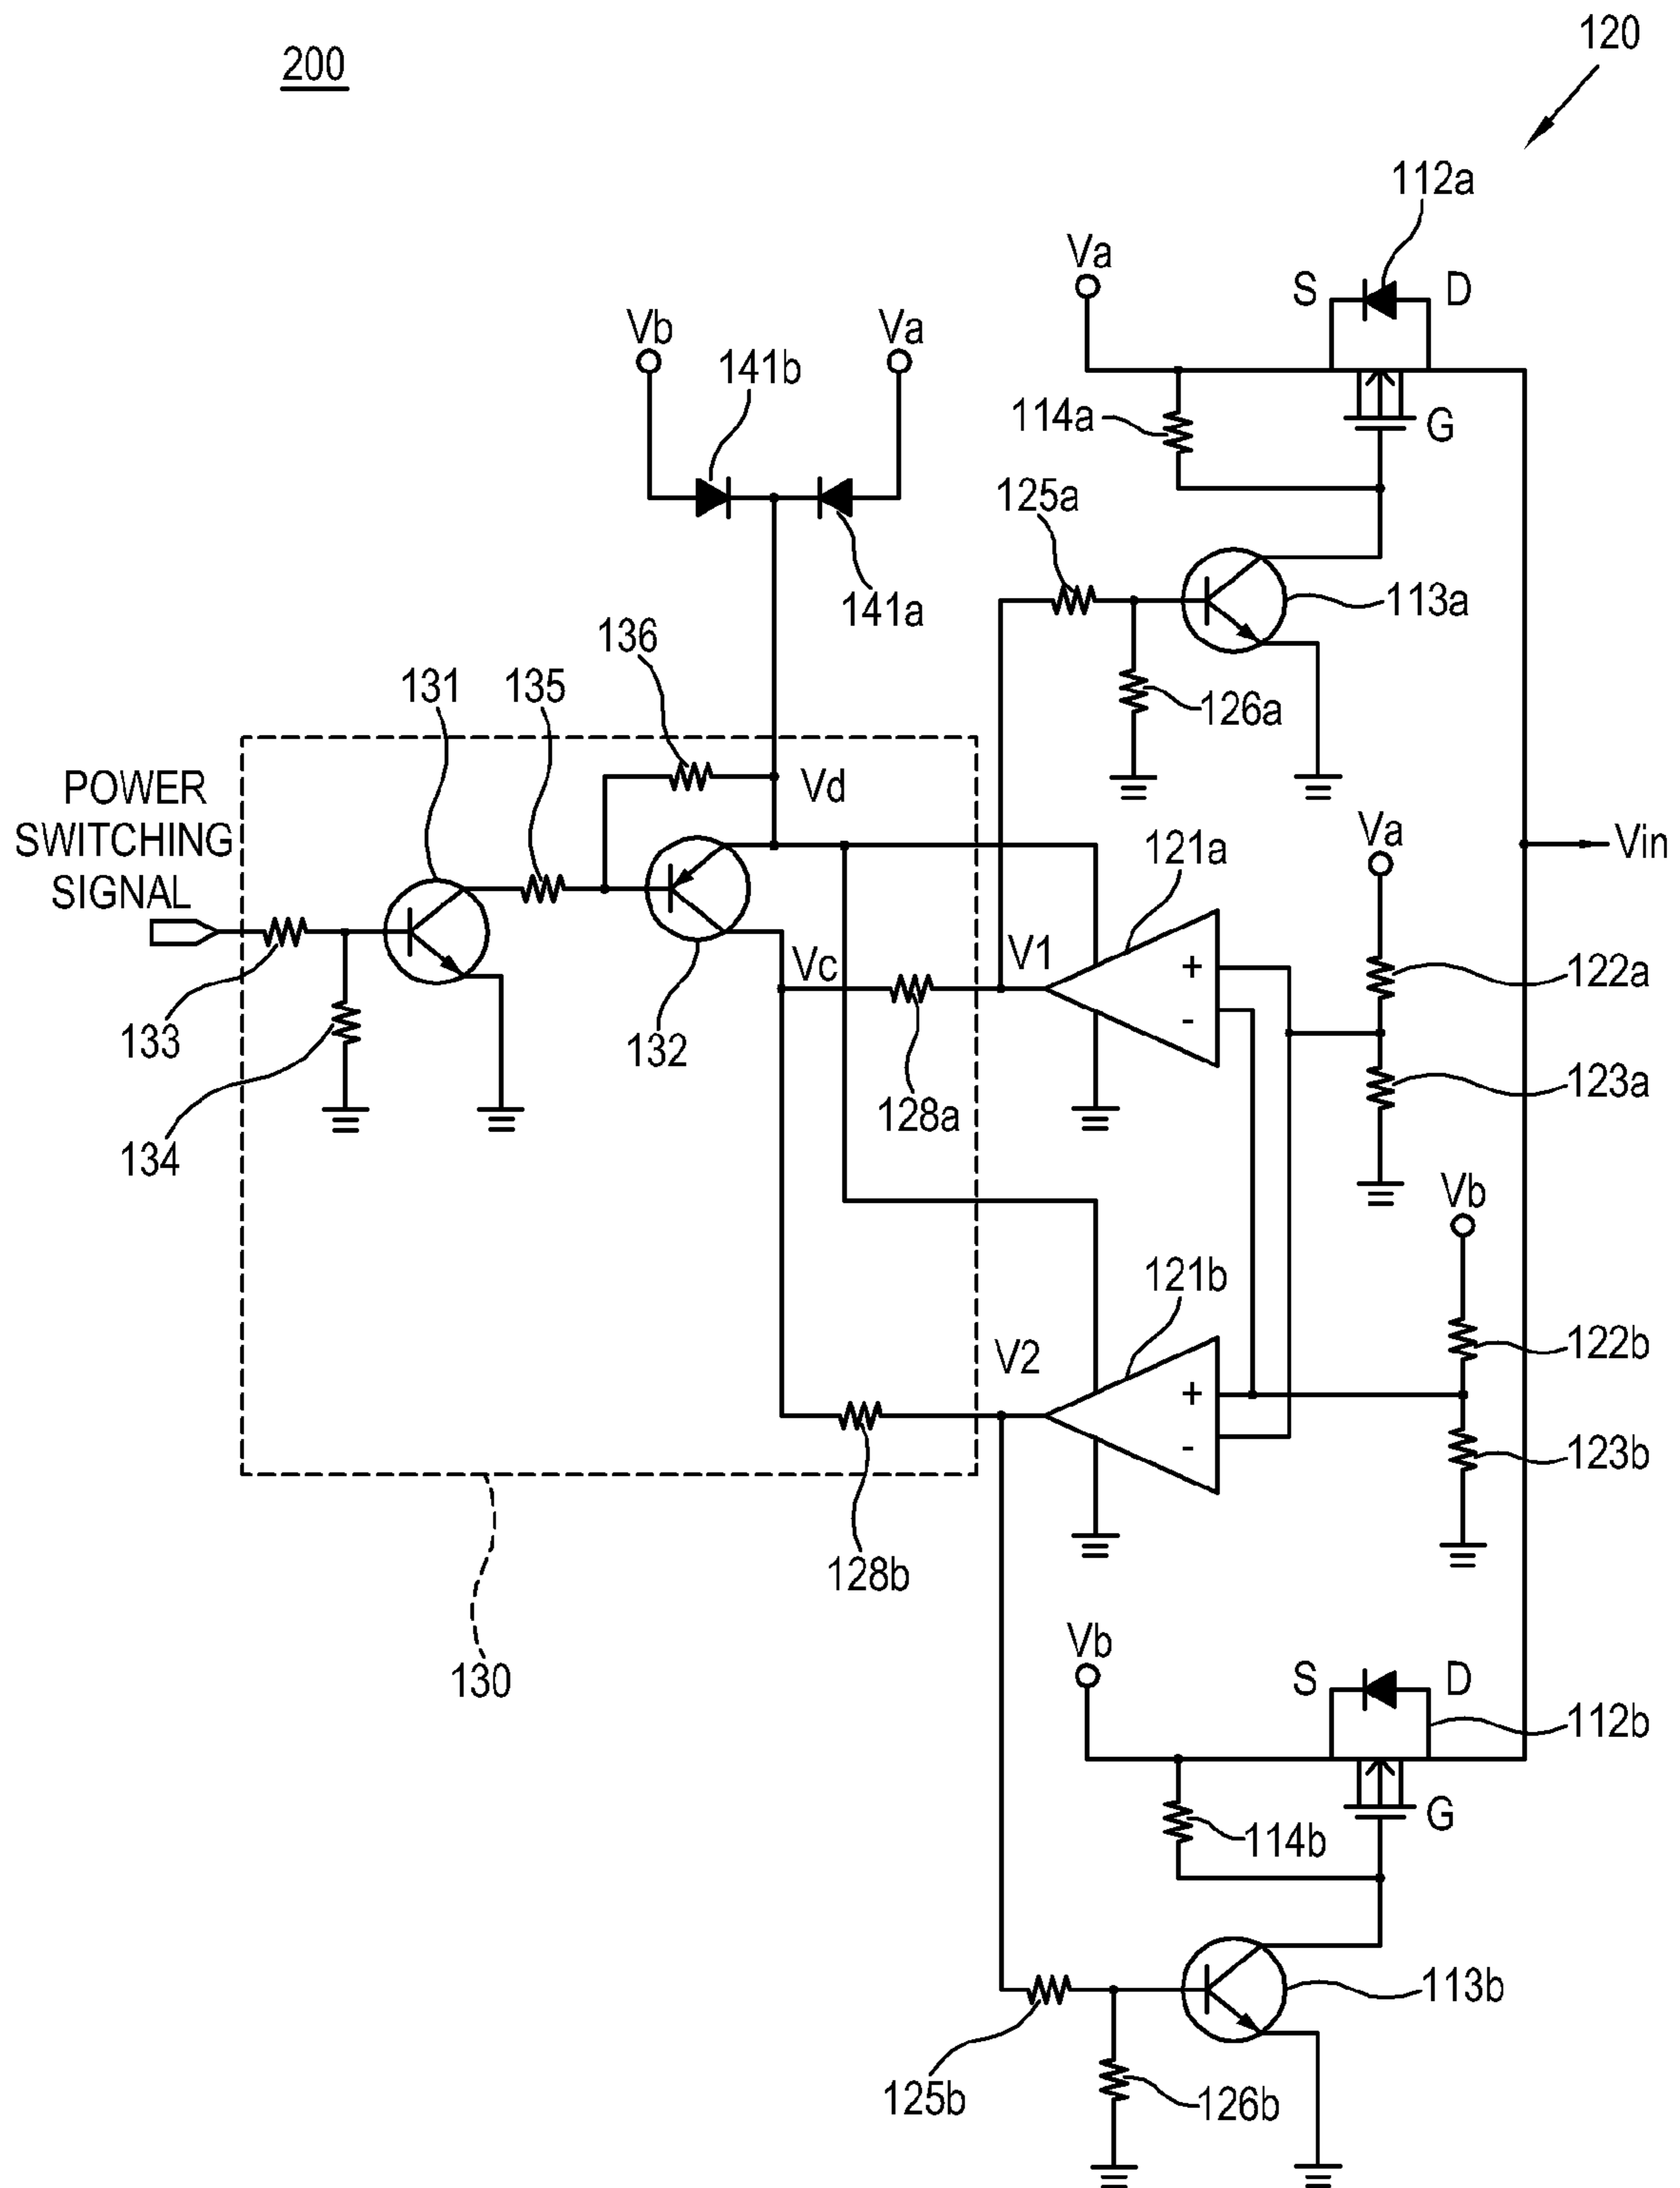 120
200
112a
Va
S
D
Vb
Va
141b
114a
G
125a
141a
113a
136
131
135
126a
POWER
SWITCHING
SIGNAL
Vd
Va
121a
Vin
Vc
V1
+
-
122a
133
132
128a
123a
134
Vb
121b
V2
+
-
122b
123b
128b
130
Vb
S
D
112b
G
114b
113b
125b
126b